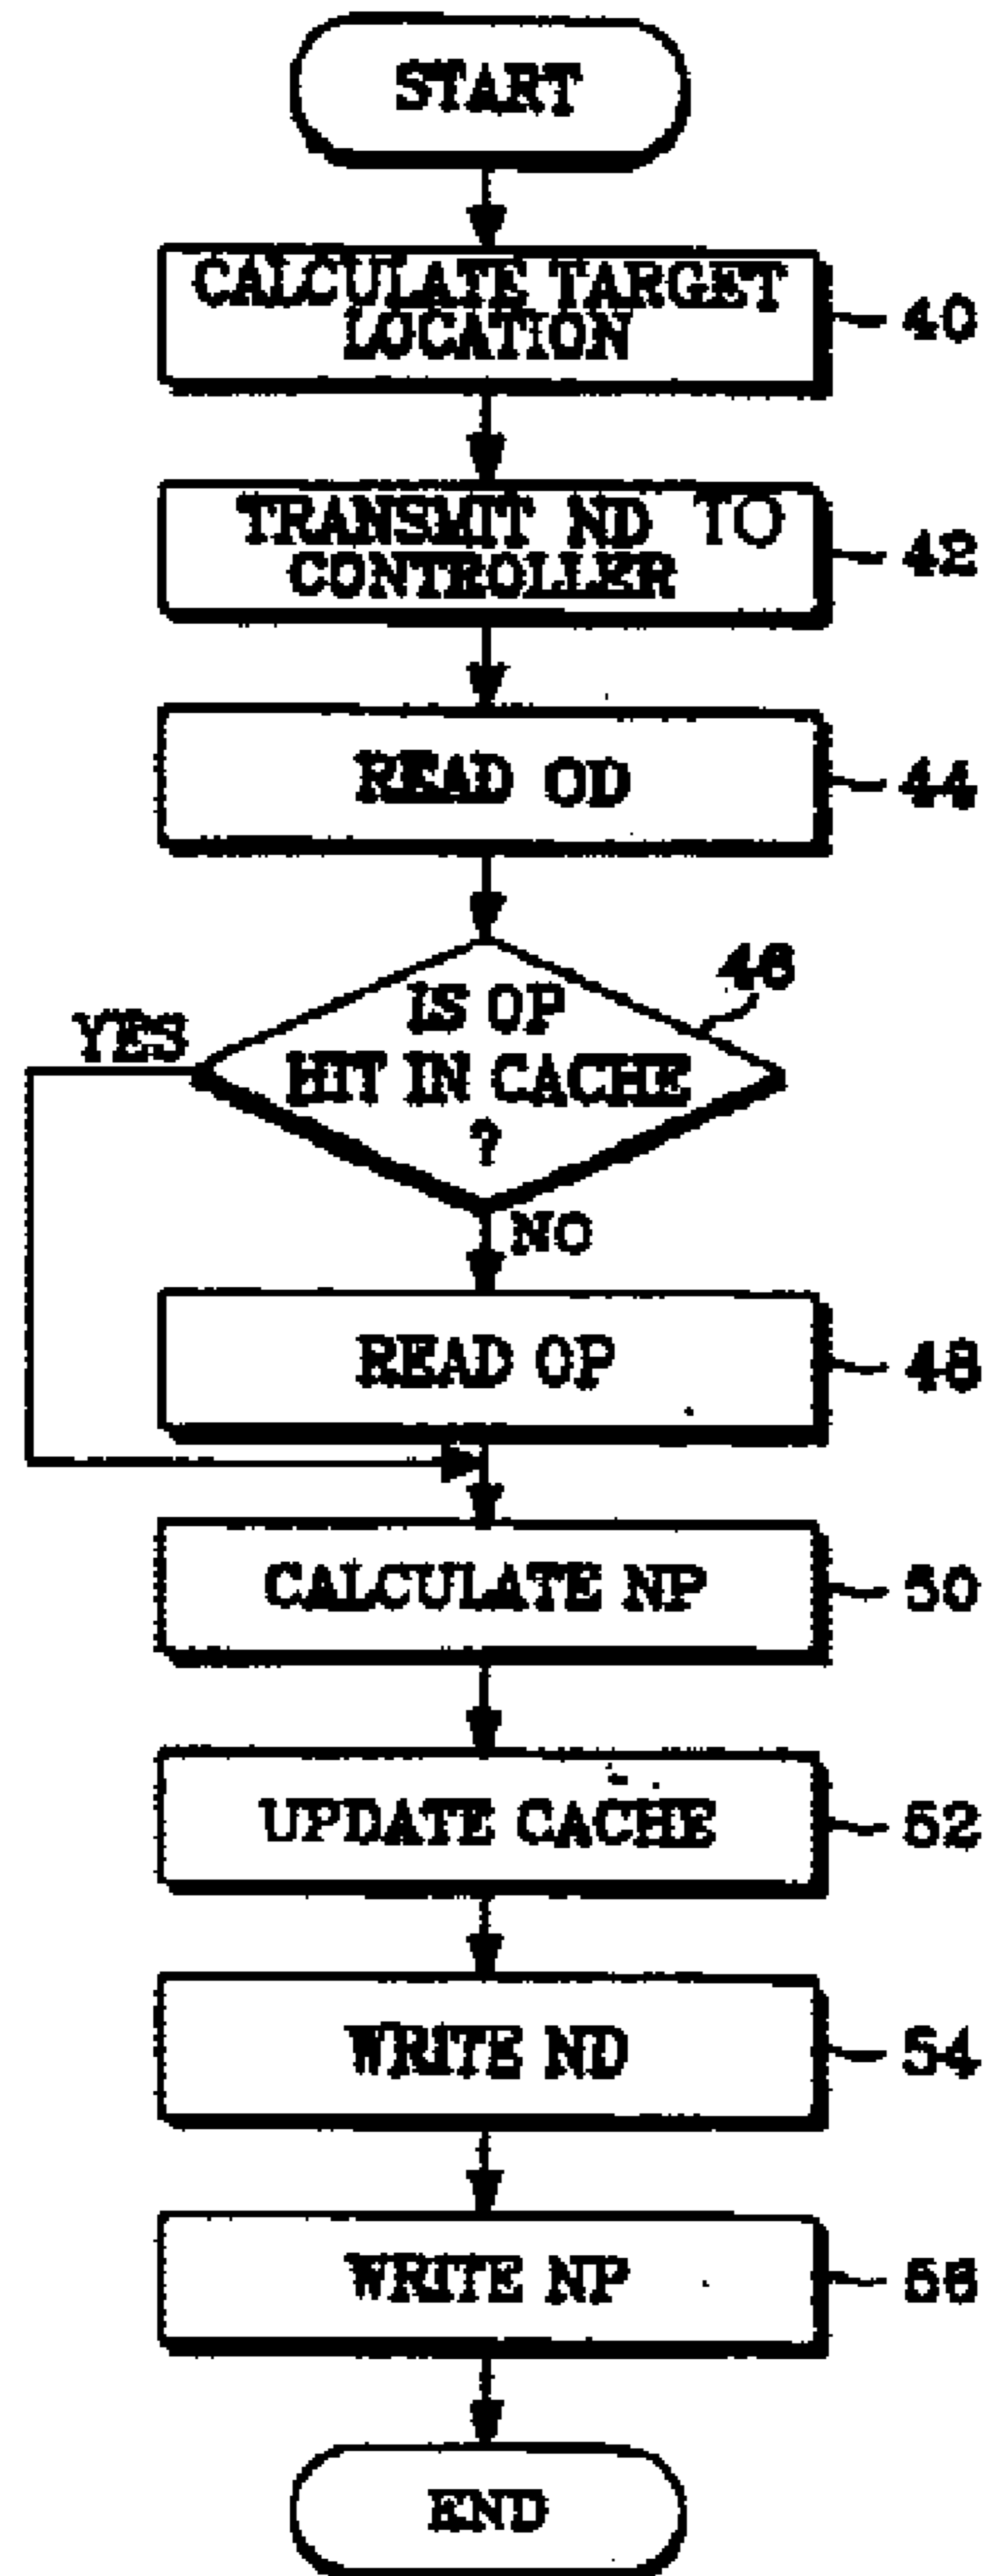 START
CALCULATE TARGET
LOCATION
40
TRANSMIT ND TO
CONTROLLER
42
READ OD
44
IS OP
HIT IN CACHE
?
46
YES
NO
READ OP
48
CALCULATE NP
50
UPDATE CACHE
52
WRITE ND
54
WRITE NP
56
END